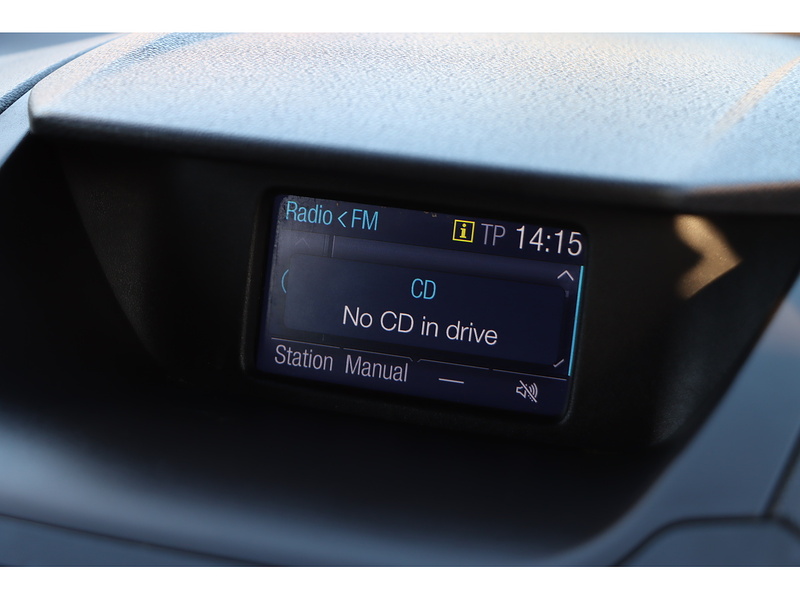 Radio < FM
i TP 14:15
CD
No CD in drive
Station Manual —